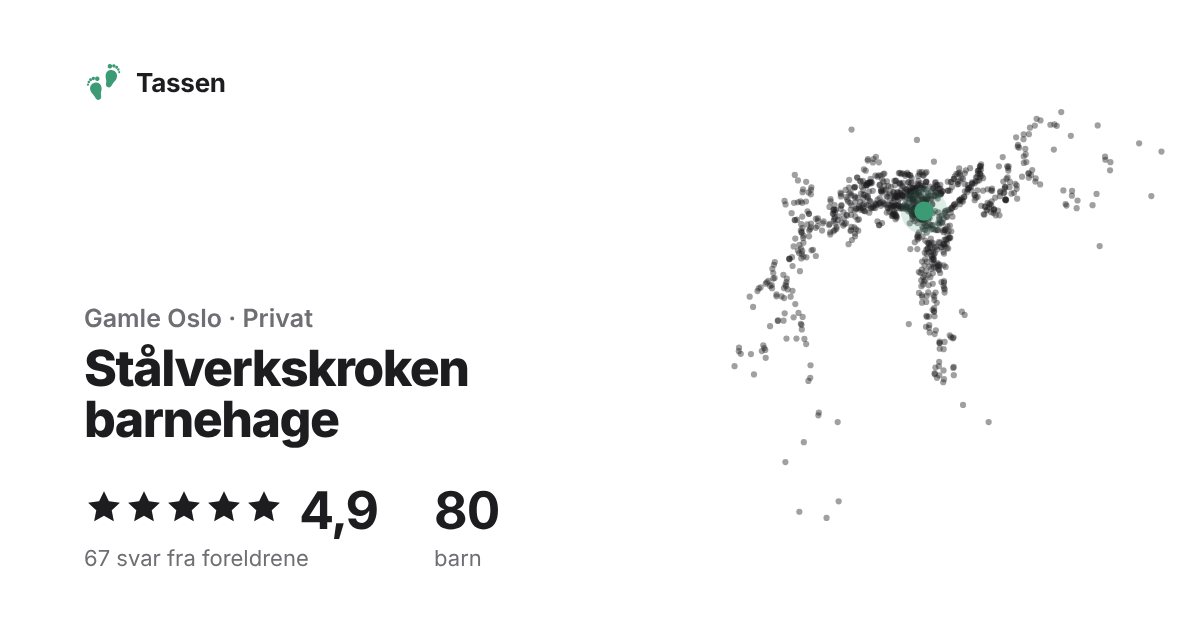 Tassen
Gamle Oslo · Privat
Stålverkskroken
barnehage
★★★★★ 4,9
67 svar fra foreldrene
80
barn